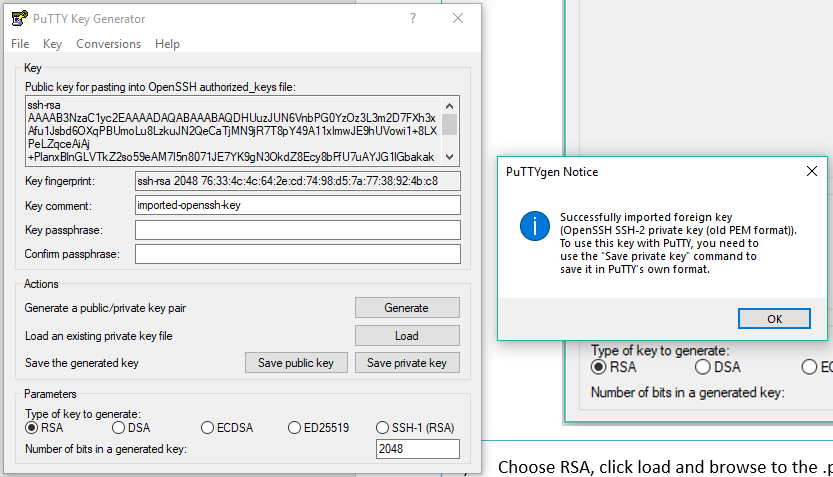 PuTTY Key Generator
File Key Conversions Help
Key
Public key for pasting into OpenSSH authorized_keys file:
ssh-rsa
AAAAB3NzaC1yc2EAAAADAQABAAABAQDHUuzJUN6VnbPG0YzOz3L3m2D7FXh3x
Afu1Jsbd6OXqPBUmoLu8LzkuJN2QeCaTjMN9jR7T8pY49A11xImwJE9hUVowi1+8LX
PeLZqceAiAj
+PlanxBlnGLVTkZ2so59eAM7l5n8071JE7YK9gN3OkdZ8Ecy8bFfU7uAYJG1lGbakak
Key fingerprint:
ssh-rsa 2048 76:33:4c:4c:64:2e:cd:74:98:d5:7a:77:38:92:4b:c8
Key comment:
imported-openssh-key
Key passphrase:
Confirm passphrase:
Actions
Generate a public/private key pair
Generate
Load an existing private key file
Load
Save the generated key
Save public key
Save private key
Parameters
Type of key to generate:
RSA DSA ECDSA ED25519 SSH-1 (RSA)
Number of bits in a generated key:
2048
PuTTYgen Notice
Successfully imported foreign key
(OpenSSH SSH-2 private key (old PEM format)).
To use this key with PuTTY, you need to
use the "Save private key" command to
save it in PuTTY's own format.
OK
Type of key to generate:
RSA DSA EC
Number of bits in a generated key:
Choose RSA, click load and browse to the .p